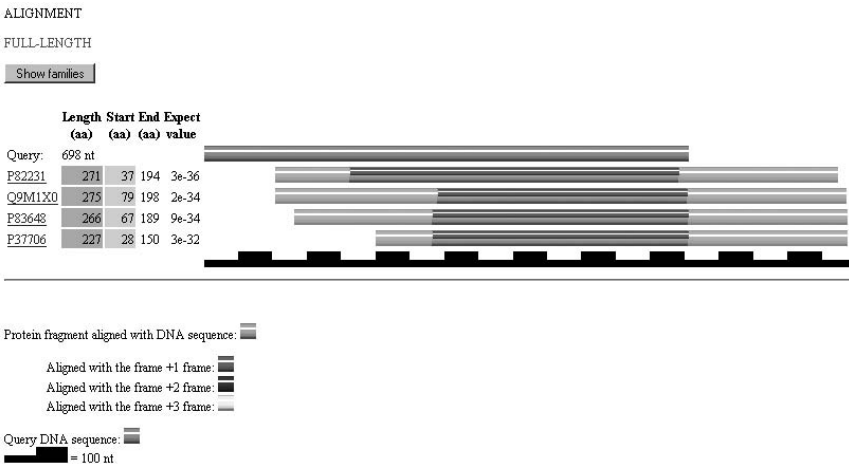 ALIGNMENT
FULL-LENGTH
Show families
Length Start End Expect
(aa) (aa) (aa) value
Query: 698 nt
P82231 271 37 194 3e-36
Q9M1X0 275 79 198 2e-34
P83648 266 67 189 9e-34
P37706 227 28 150 3e-32
Protein fragment aligned with DNA sequence:
Aligned with the frame +1 frame:
Aligned with the frame +2 frame:
Aligned with the frame +3 frame:
Query DNA sequence:
= 100 nt